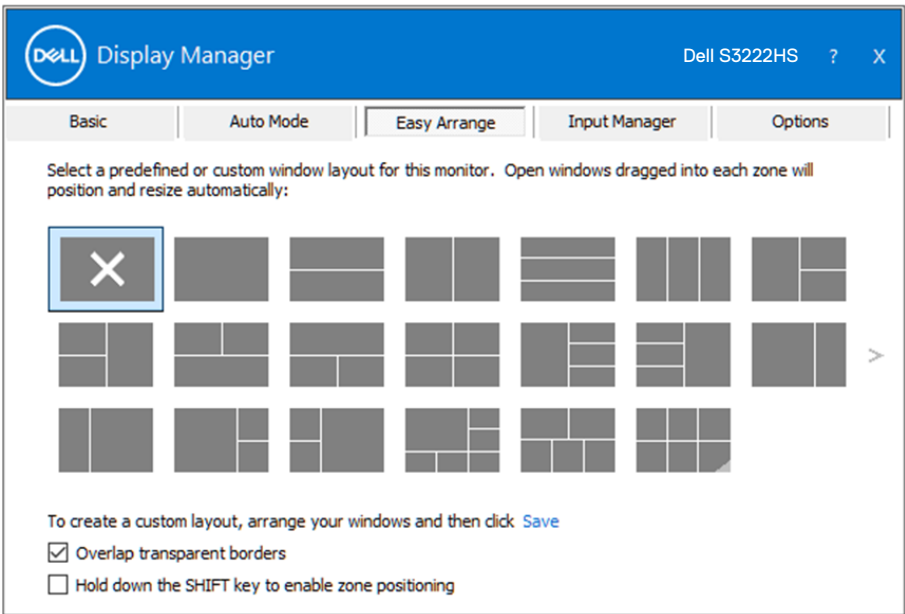 DELL Display Manager Dell S3222HS ? X
Basic Auto Mode Easy Arrange Input Manager Options
Select a predefined or custom window layout for this monitor. Open windows dragged into each zone will
position and resize automatically:
>
To create a custom layout, arrange your windows and then click Save
Overlap transparent borders
Hold down the SHIFT key to enable zone positioning